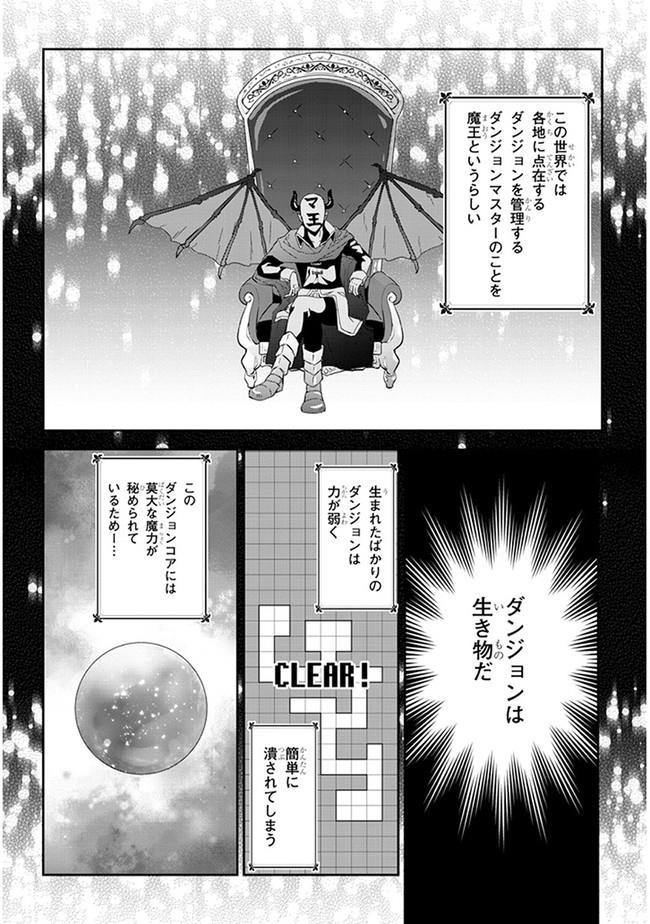 この世界では
各地に点在する
ダンジョンを管理する
ダンジョンマスターのことを
魔王というらしい
マ王
ダンジョンは
生き物だ
生まれたばかりの
ダンジョンは
力が弱く
CLEAR!
簡単に
潰されてしまう
この
ダンジョンコアには
莫大な魔力が
秘められて
いるためー…